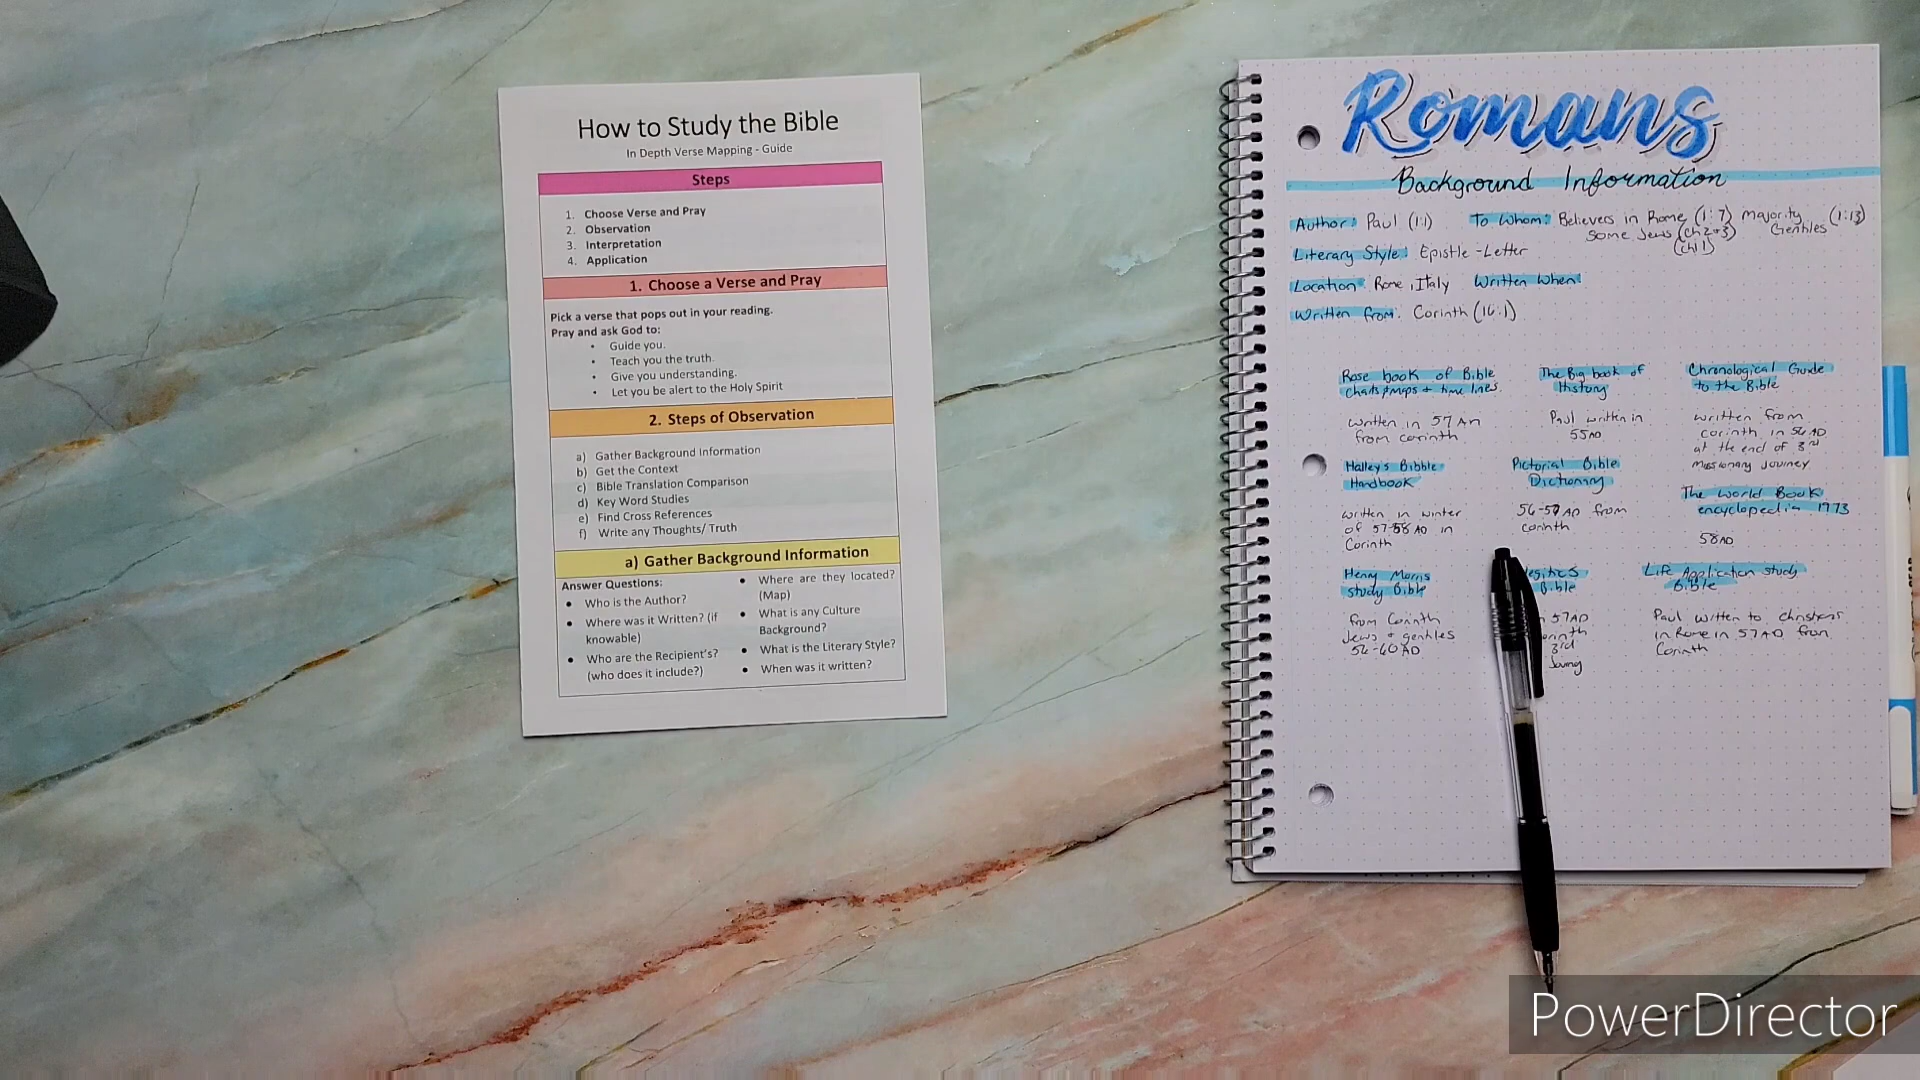 How to Study the Bible
In Depth Verse Mapping - Guide
Steps
1. Choose Verse and Pray
2. Observation
3. Interpretation
4. Application
1. Choose a Verse and Pray
Pick a verse that pops out in your reading.
Pray and ask God to:
• Guide you.
• Teach you the truth.
• Give you understanding.
• Let you be alert to the Holy Spirit
2. Steps of Observation
a) Gather Background Information
b) Get the Context
c) Bible Translation Comparison
d) Key Word Studies
e) Find Cross References
f) Write any Thoughts/ Truth
a) Gather Background Information
Answer Questions:
• Who is the Author?
• Where was it Written? (if
knowable)
• Who are the Recipient's?
(who does it include?)
• Where are they located?
(Map)
• What is any Culture
Background?
• What is the Literary Style?
• When was it written?
Romans
Background Information
Author: Paul (1:1) To Whom: Believers in Rome (1:7) Majority (1:13)
Some Jews (ch 2+3) Gentiles
Literary Style: Epistle - Letter
Location: Rome, Italy Written When:
Written from: Corinth (16:1)
Rose book of Bible
Charts maps + time lines
Written in 57 AD
from corinth
The Big book of
History
Paul written in
55 AD
Chronological Guide
to the Bible
written from
corinth in 56 AD
at the end of 3rd
missionary Journey
Halley's Bibble
Handbook
written in winter
of 57-58 AD in
Corinth
Pictorial Bible
Dictionary
56-57 AD from
corinth
The World Book
encyclopedia 1973
58 AD
Henry Morris
study Bible
from Corinth
Jews + gentiles
56-60 AD
Bible
57 AD
3rd
Journey
Life Application study
Bible
Paul written to christians
in Rome in 57 AD from
Corinth
PowerDirector